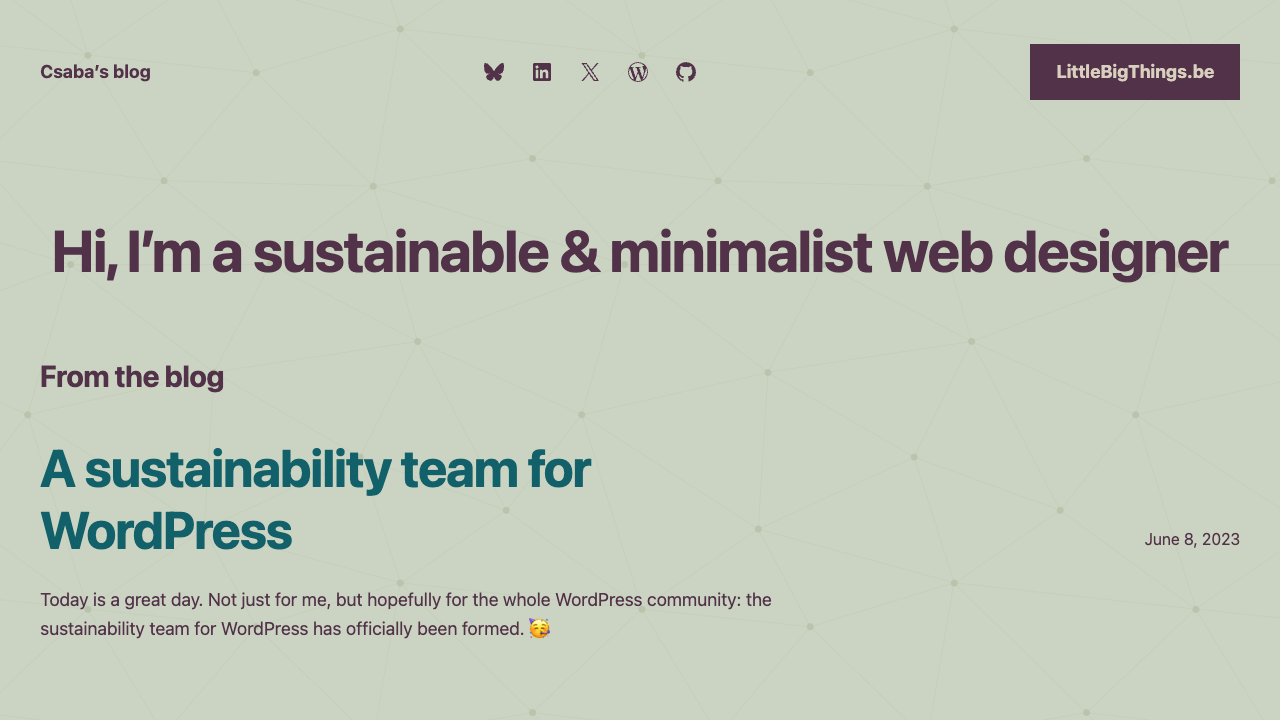 Csaba’s blog
LittleBigThings.be
Hi, I’m a sustainable & minimalist web designer
From the blog
A sustainability team for
WordPress
June 8, 2023
Today is a great day. Not just for me, but hopefully for the whole WordPress community: the
sustainability team for WordPress has officially been formed. 🥳